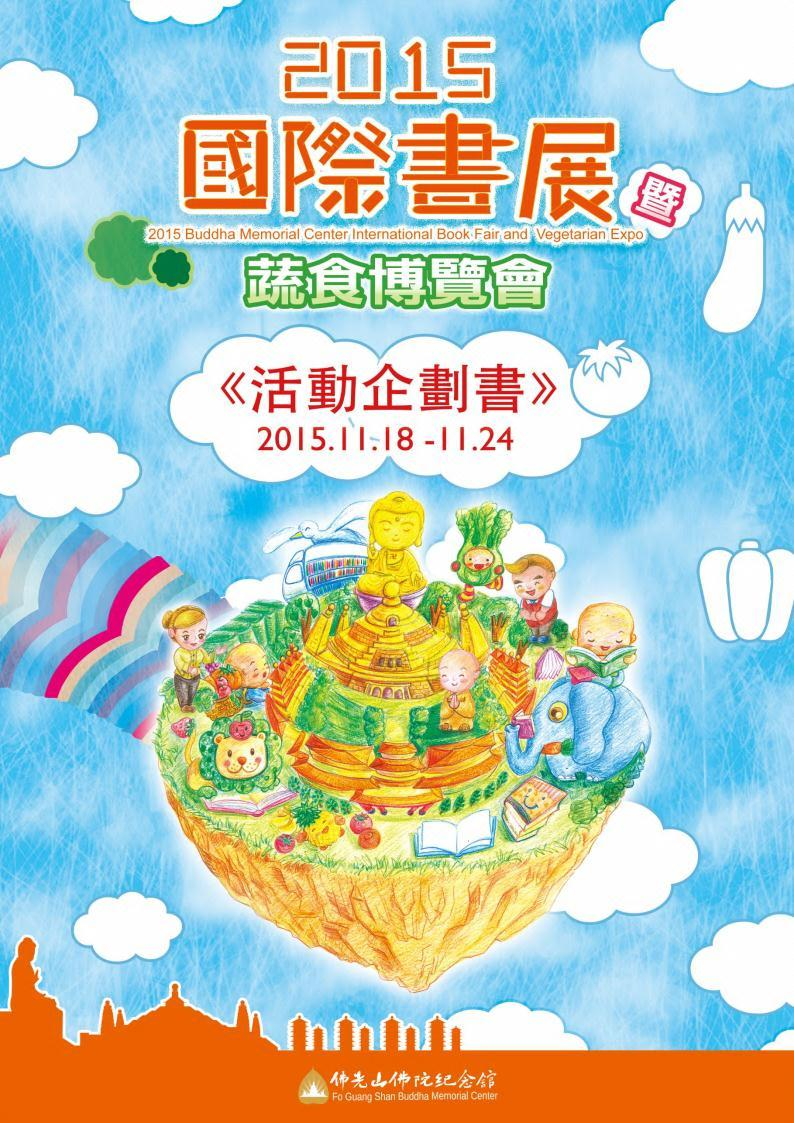 2015
國際書展 暨
2015 Buddha Memorial Center International Book Fair and Vegetarian Expo
蔬食博覽會
《活動企劃書》
2015.11.18 -11.24
佛光山佛陀紀念館
Fo Guang Shan Buddha Memorial Center